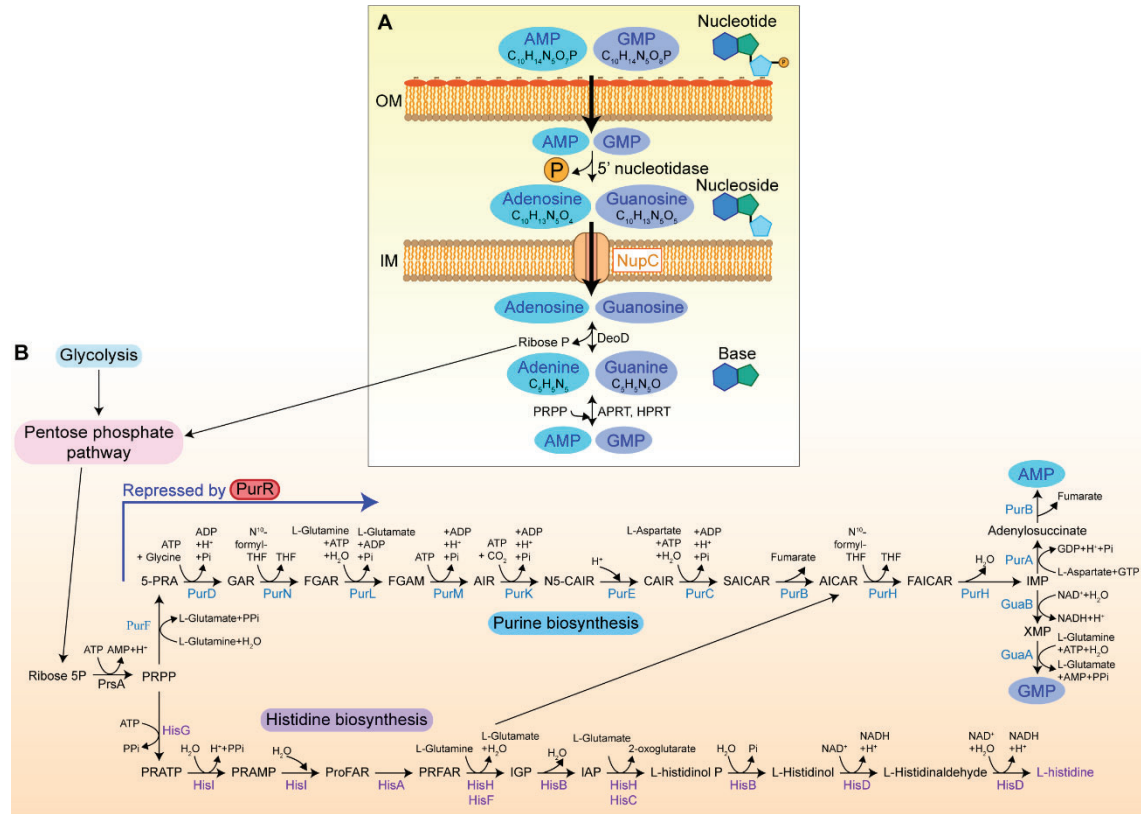 A
Nucleotide
AMP
C10H14N5O7P
GMP
C10H14N5O8P
P
OM
AMP
GMP
P
5' nucleotidase
Nucleoside
Adenosine
C10H13N5O4
Guanosine
C10H13N5O5
IM
NupC
Adenosine
Guanosine
Ribose P
DeoD
Base
Adenine
C5H5N5
Guanine
C5H5N5O
PRPP
APRT, HPRT
AMP
GMP
B
Glycolysis
Pentose phosphate
pathway
Repressed by PurR
5-PRA
ATP
+ Glycine
ADP
+H+
+Pi
PurD
GAR
N10-
formyl-
THF
THF
PurN
FGAR
L-Glutamine
+ATP
+H2O
L-Glutamate
+ADP
+Pi
PurL
FGAM
ATP
+ADP
+H+
+Pi
PurM
AIR
ATP
+ CO2
+ADP
+H+
+Pi
PurK
N5-CAIR
H+
PurE
CAIR
L-Aspartate
+ATP
+H2O
+ADP
+H+
+Pi
PurC
SAICAR
Fumarate
PurB
AICAR
N10-
formyl-
THF
THF
PurH
FAICAR
H2O
PurH
IMP
AMP
PurB
Fumarate
Adenylosuccinate
PurA
GDP+H++Pi
L-Aspartate+GTP
GuaB
NAD++H2O
NADH+H+
XMP
GuaA
L-Glutamine
+ATP+H2O
L-Glutamate
+AMP+PPi
GMP
Purine biosynthesis
PurF
L-Glutamate+PPi
L-Glutamine+H2O
Ribose 5P
ATP
AMP+H+
PrsA
PRPP
Histidine biosynthesis
ATP
HisG
PPi
PRATP
H2O
H++PPi
HisI
PRAMP
H2O
HisI
ProFAR
HisA
PRFAR
L-Glutamine
L-Glutamate
+H2O
HisH
HisF
IGP
H2O
HisB
IAP
L-Glutamate
2-oxoglutarate
HisH
HisC
L-histidinol P
H2O
Pi
HisB
L-Histidinol
NAD+
NADH
+H+
HisD
L-Histidinaldehyde
NAD+
+H2O
NADH
+H+
HisD
L-histidine